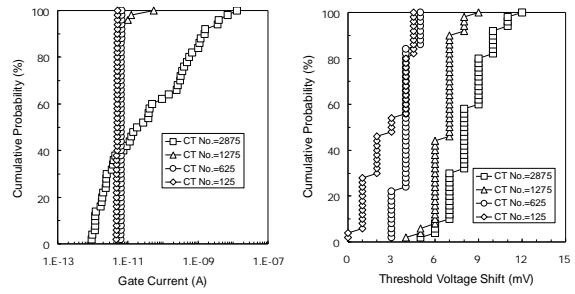 100
80
60
40
20
0
Cumulative Probability (%)
CT No.=2875
CT No.=1275
CT No.=625
CT No.=125
1.E-13
1.E-11
1.E-09
1.E-07
Gate Current (A)
100
80
60
40
20
0
Cumulative Probability (%)
CT No.=2875
CT No.=1275
CT No.=625
CT No.=125
0
3
6
9
12
15
Threshold Voltage Shift (mV)